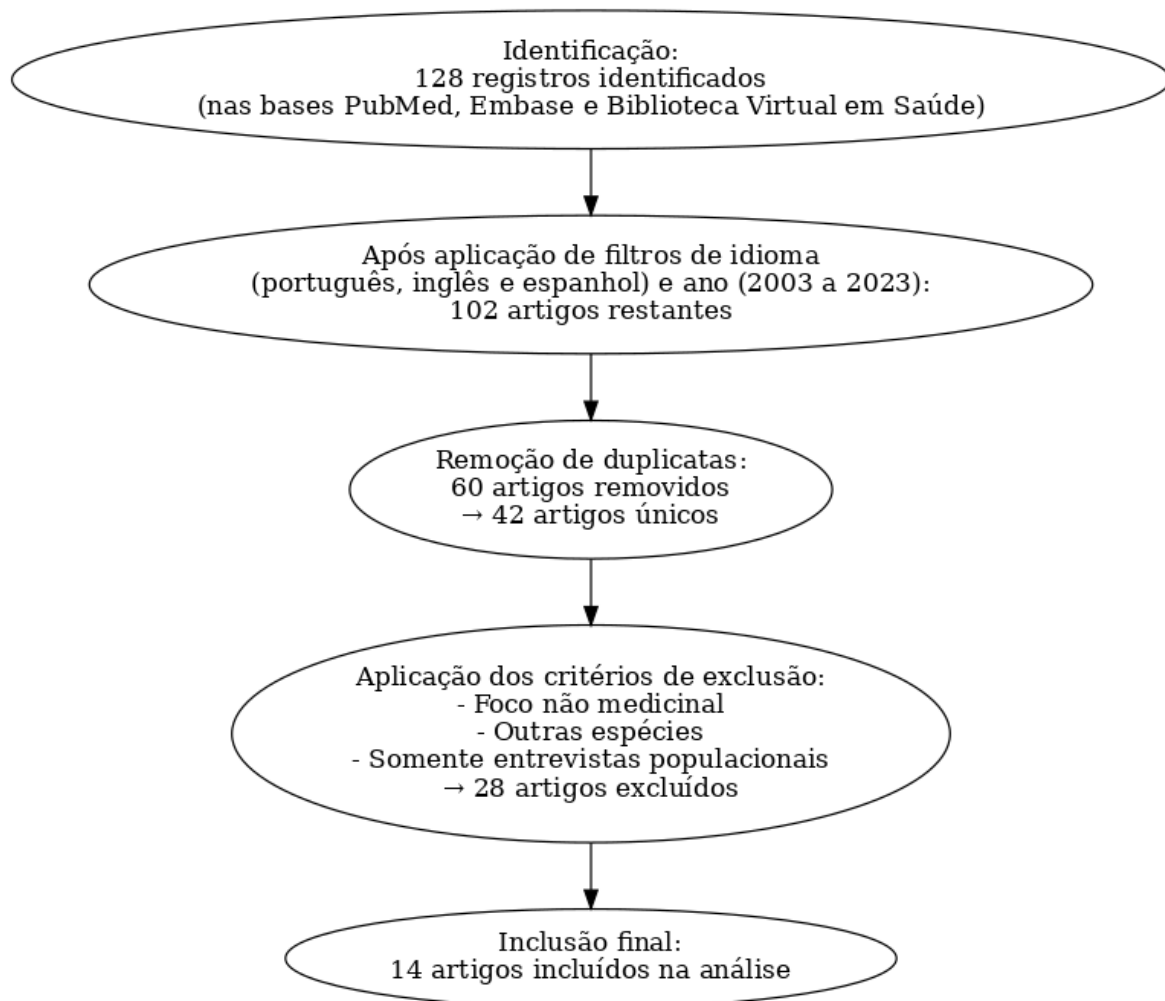 Identificação:
128 registros identificados
(nas bases PubMed, Embase e Biblioteca Virtual em Saúde)
Após aplicação de filtros de idioma
(português, inglês e espanhol) e ano (2003 a 2023):
102 artigos restantes
Remoção de duplicatas:
60 artigos removidos
→ 42 artigos únicos
Aplicação dos critérios de exclusão:
- Foco não medicinal
- Outras espécies
- Somente entrevistas populacionais
→ 28 artigos excluídos
Inclusão final:
14 artigos incluídos na análise